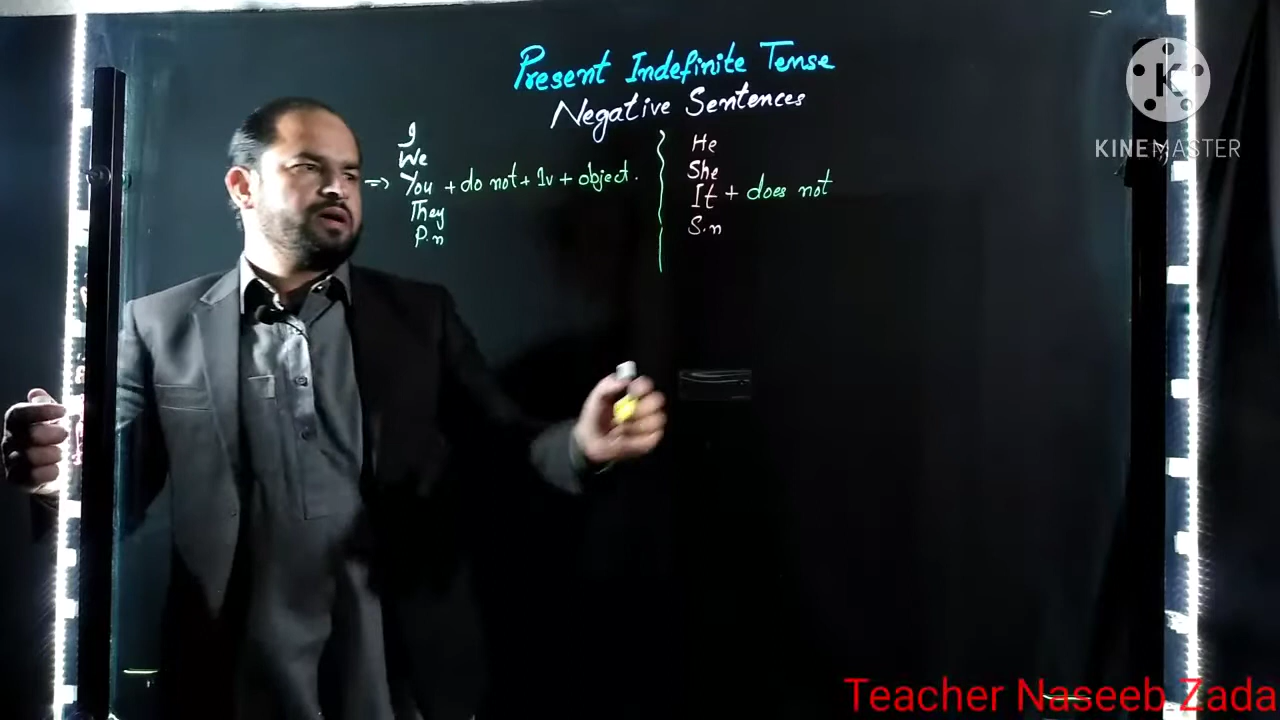 Present Indefinite Tense
Negative Sentences
I
We
=> You + do not + 1v + object.
They
P.n
He
She
It + does not
S.n
KINEMASTER
Teacher Naseeb Zada